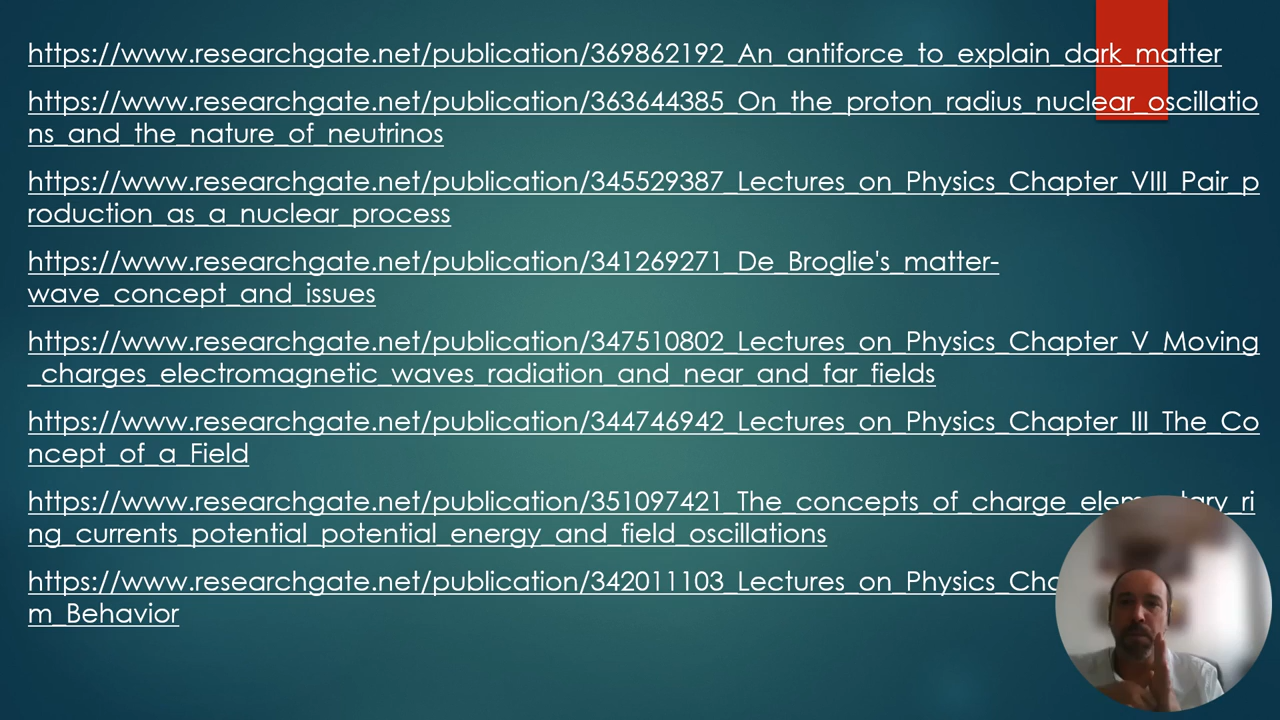 https://www.researchgate.net/publication/369862192_An_antiforce_to_explain_dark_matter
https://www.researchgate.net/publication/363644385_On_the_proton_radius_nuclear_oscillatio
ns_and_the_nature_of_neutrinos
https://www.researchgate.net/publication/345529387_Lectures_on_Physics_Chapter_VIII_Pair_p
roduction_as_a_nuclear_process
https://www.researchgate.net/publication/341269271_De_Broglie's_matter-
wave_concept_and_issues
https://www.researchgate.net/publication/347510802_Lectures_on_Physics_Chapter_V_Moving
_charges_electromagnetic_waves_radiation_and_near_and_far_fields
https://www.researchgate.net/publication/344746942_Lectures_on_Physics_Chapter_III_The_Co
ncept_of_a_Field
https://www.researchgate.net/publication/351097421_The_concepts_of_charge_elementary_ri
ng_currents_potential_potential_energy_and_field_oscillations
https://www.researchgate.net/publication/342011103_Lectures_on_Physics_Cha
m_Behavior